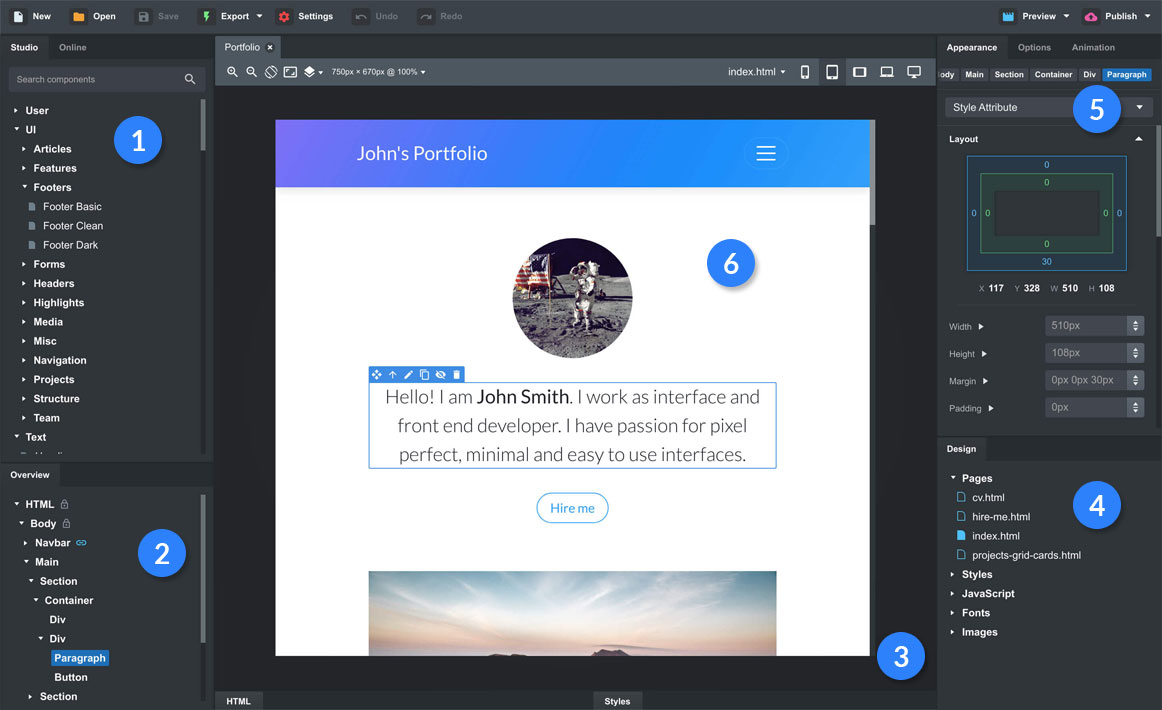 New Open Save Export Settings Undo Redo Preview Publish
Studio Online
Search components
User
UI
Articles
Features
Footers
Footer Basic
Footer Clean
Footer Dark
Forms
Headers
Highlights
Media
Misc
Navigation
Projects
Structure
Team
Text
1
Overview
HTML
Body
Navbar
Main
Section
Container
Div
Div
Paragraph
Button
Section
2
Portfolio
750px × 670px @ 100% index.html
John's Portfolio
6
Hello! I am John Smith. I work as interface and
front end developer. I have passion for pixel
perfect, minimal and easy to use interfaces.
Hire me
3
HTML Styles
Appearance Options Animation
ody Main Section Container Div Paragraph
Style Attribute
5
Layout
0
0
0 0 0 0
0
30
X 117 Y 328 W 510 H 108
Width 510px
Height 108px
Margin 0px 0px 30px
Padding 0px
Design
Pages
cv.html
hire-me.html
index.html
projects-grid-cards.html
Styles
JavaScript
Fonts
Images
4